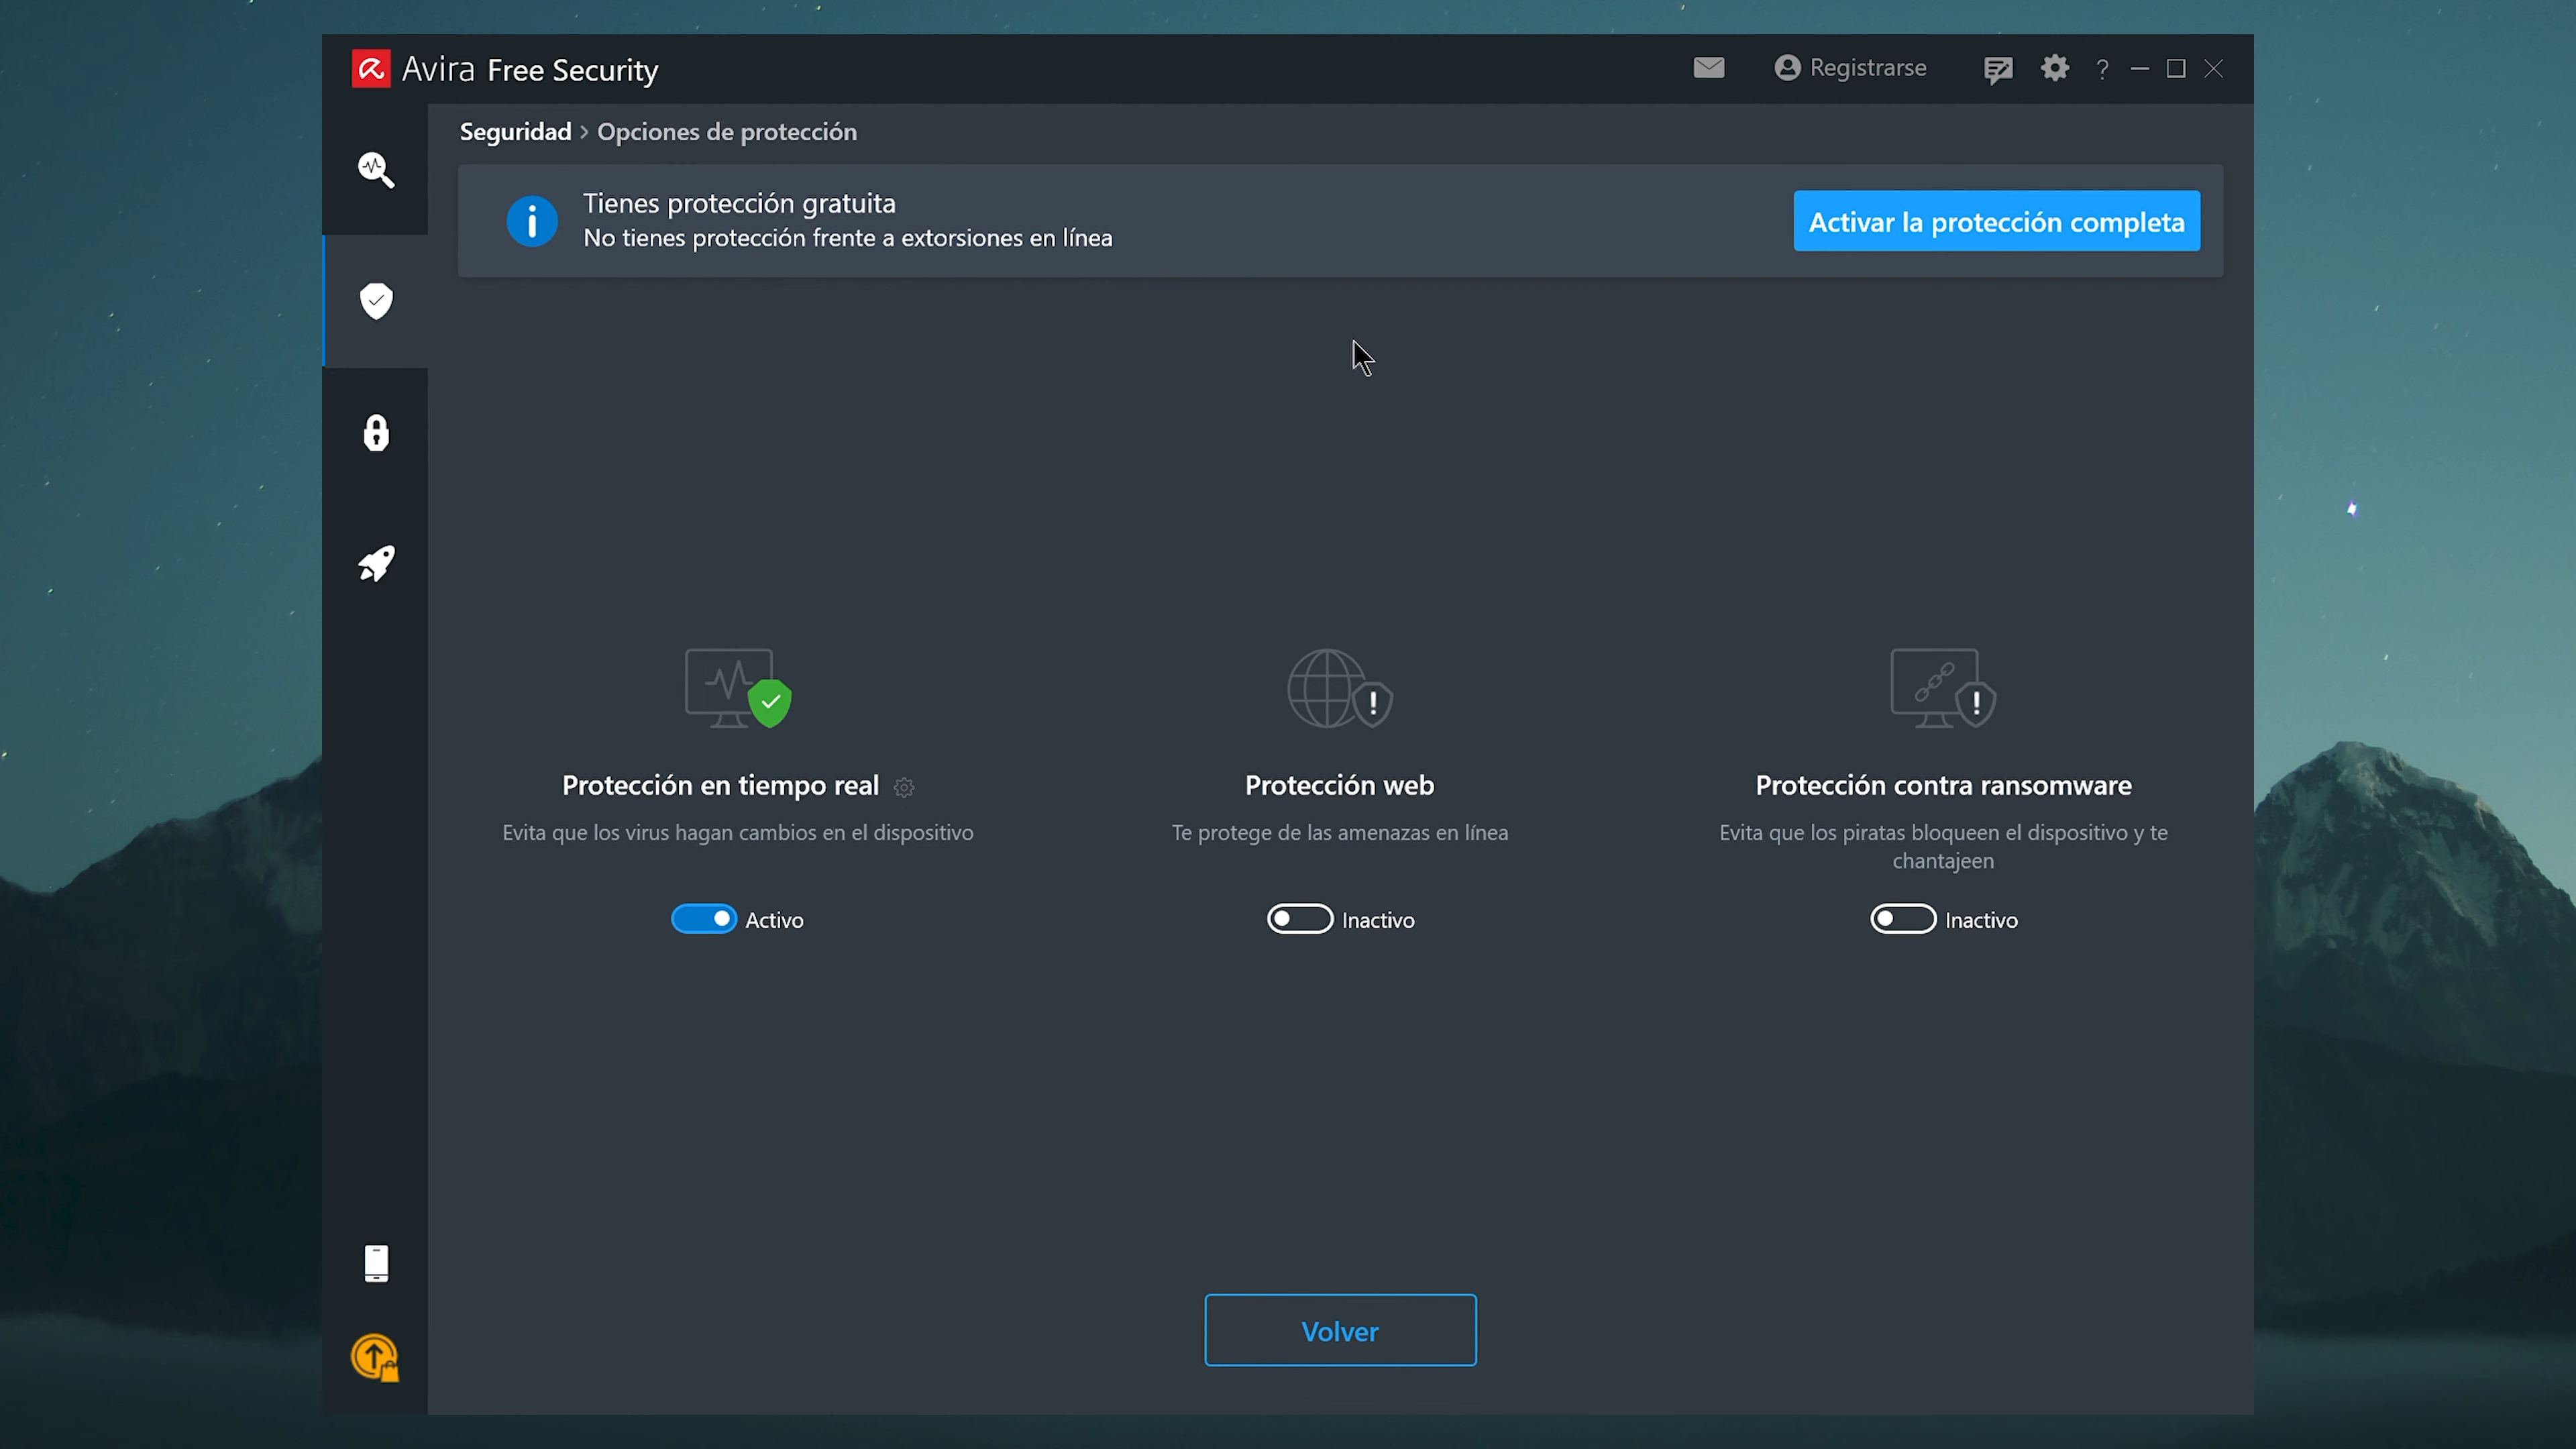 Avira Free Security
Registrarse
?
Seguridad > Opciones de protección
Tienes protección gratuita
No tienes protección frente a extorsiones en línea
Activar la protección completa
Protección en tiempo real
Evita que los virus hagan cambios en el dispositivo
Activo
Protección web
Te protege de las amenazas en línea
Inactivo
Protección contra ransomware
Evita que los piratas bloqueen el dispositivo y te
chantajeen
Inactivo
Volver